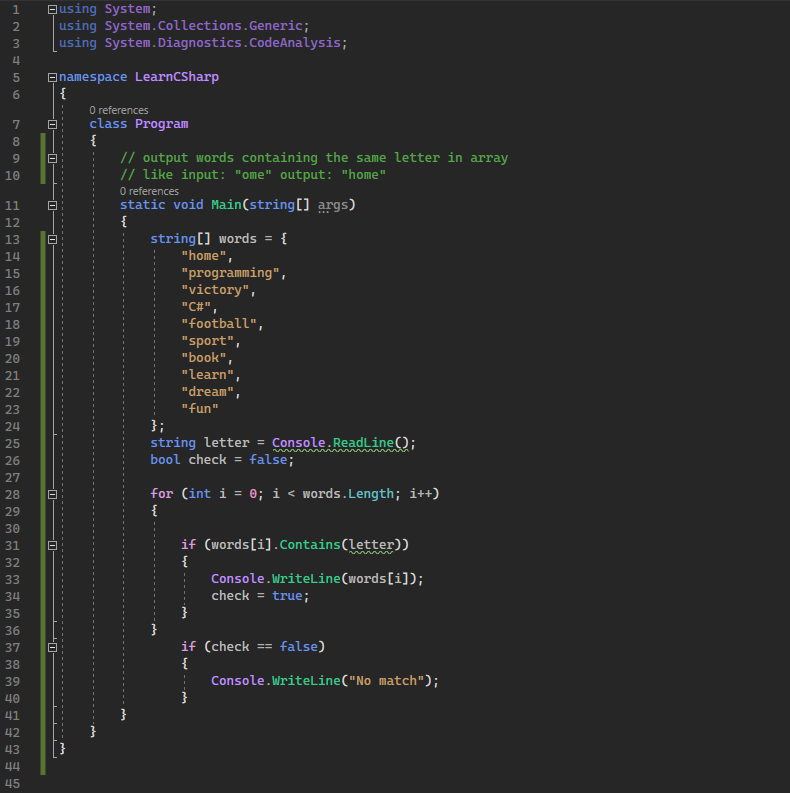 1 using System;
2 using System.Collections.Generic;
3 using System.Diagnostics.CodeAnalysis;
4
5 namespace LearnCSharp
6 {
0 references
7 class Program
8 {
9 // output words containing the same letter in array
10 // like input: "ome" output: "home"
0 references
11 static void Main(string[] args)
12 {
13 string[] words = {
14 "home",
15 "programming",
16 "victory",
17 "C#",
18 "football",
19 "sport",
20 "book",
21 "learn",
22 "dream",
23 "fun"
24 };
25 string letter = Console.ReadLine();
26 bool check = false;
27
28 for (int i = 0; i < words.Length; i++)
29 {
30
31 if (words[i].Contains(letter))
32 {
33 Console.WriteLine(words[i]);
34 check = true;
35 }
36 }
37 if (check == false)
38 {
39 Console.WriteLine("No match");
40 }
41 }
42 }
43 }
44
45